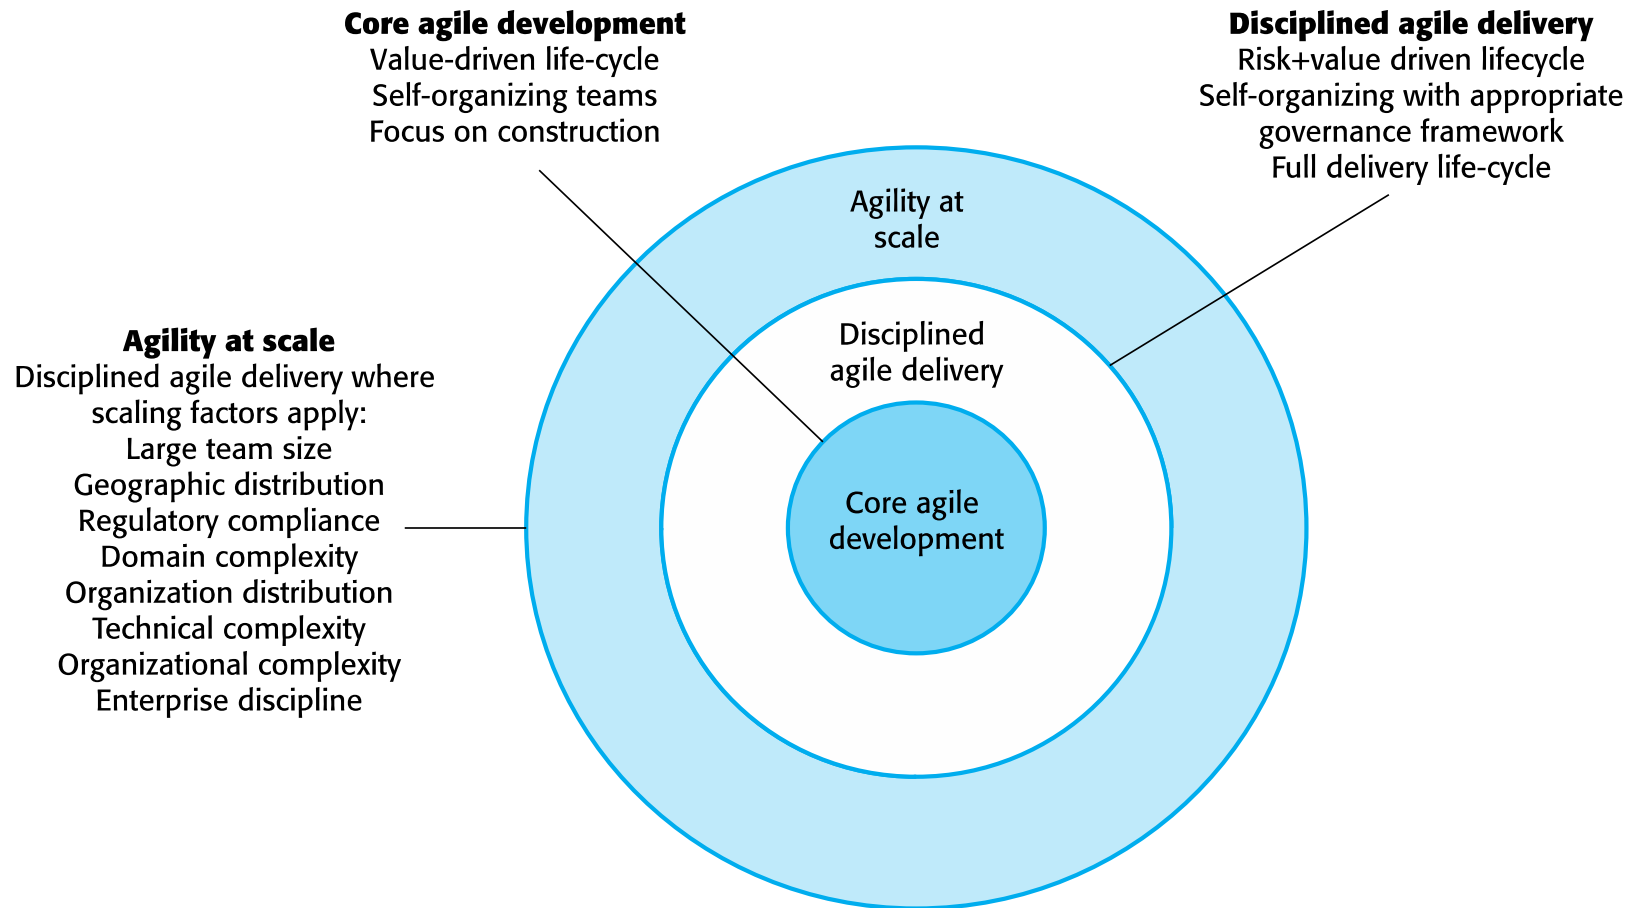 Core agile development
Value-driven life-cycle
Self-organizing teams
Focus on construction
Disciplined agile delivery
Risk+value driven lifecycle
Self-organizing with appropriate
governance framework
Full delivery life-cycle
Agility at
scale
Disciplined
agile delivery
Core agile
development
Agility at scale
Disciplined agile delivery where
scaling factors apply:
Large team size
Geographic distribution
Regulatory compliance
Domain complexity
Organization distribution
Technical complexity
Organizational complexity
Enterprise discipline